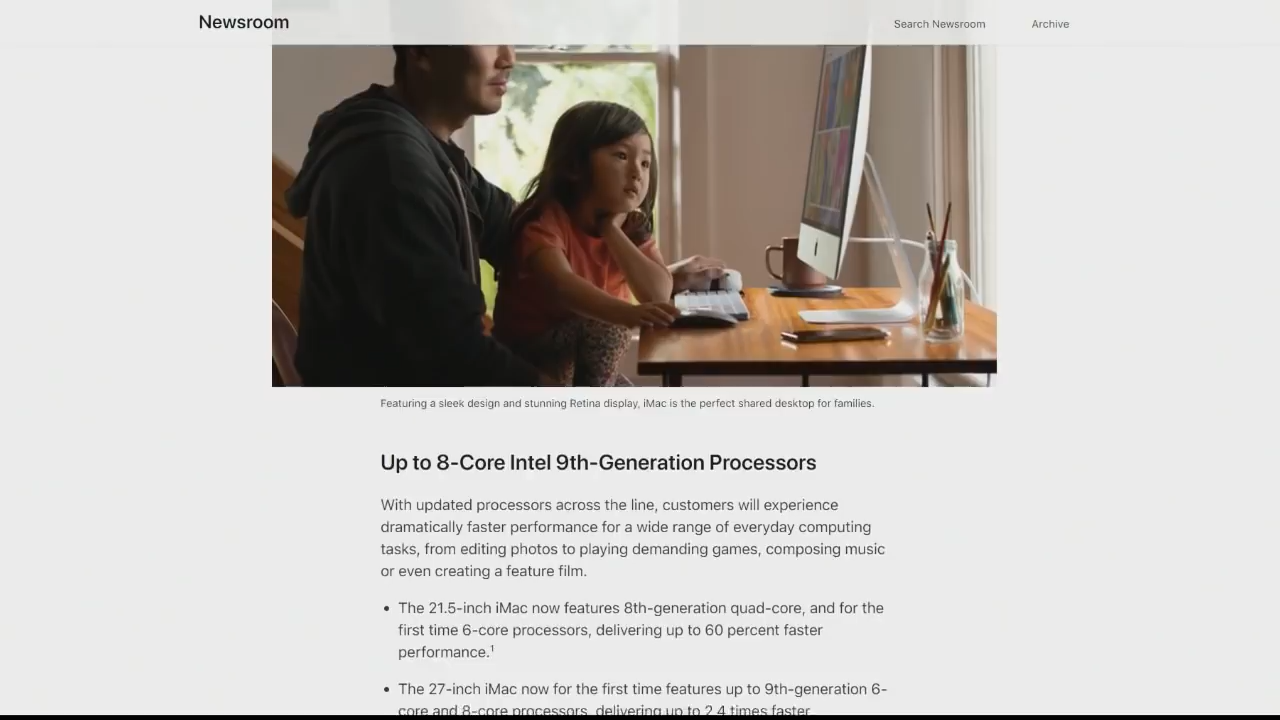 Newsroom
Search Newsroom
Archive
Featuring a sleek design and stunning Retina display, iMac is the perfect shared desktop for families.
Up to 8-Core Intel 9th-Generation Processors
With updated processors across the line, customers will experience
dramatically faster performance for a wide range of everyday computing
tasks, from editing photos to playing demanding games, composing music
or even creating a feature film.
• The 21.5-inch iMac now features 8th-generation quad-core, and for the
first time 6-core processors, delivering up to 60 percent faster
performance.¹
• The 27-inch iMac now for the first time features up to 9th-generation 6-
core and 8-core processors, delivering up to 2.4 times faster